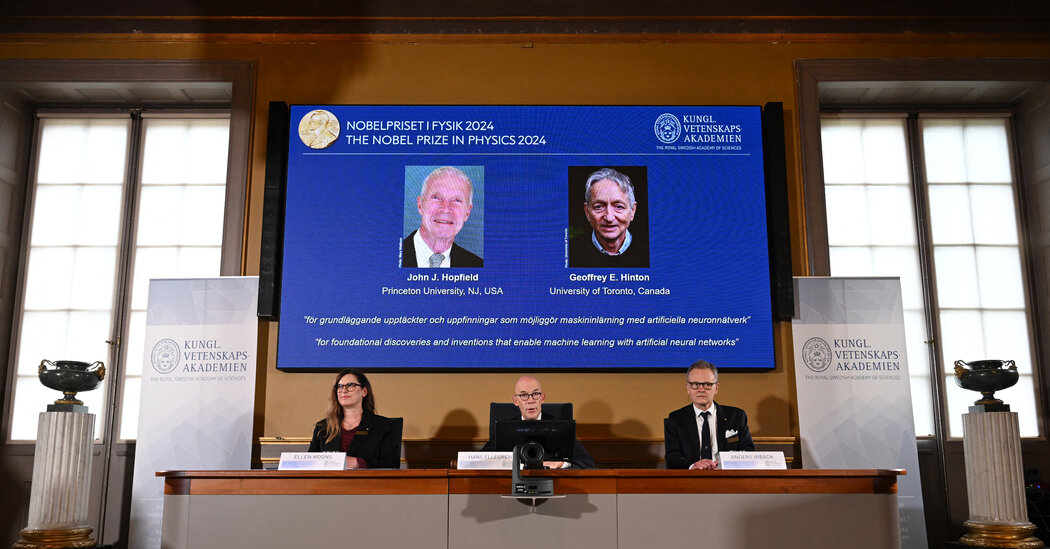 NOBELPRISET I FYSIK 2024
THE NOBEL PRIZE IN PHYSICS 2024
KUNGL.
VETENSKAPS
AKADEMIEN
THE ROYAL SWEDISH ACADEMY OF SCIENCES
John J. Hopfield
Princeton University, NJ, USA
Geoffrey E. Hinton
University of Toronto, Canada
”för grundläggande upptäckter och uppfinningar som möjliggör maskininlärning med artificiella neuronnätverk”
“for foundational discoveries and inventions that enable machine learning with artificial neural networks”
KUNGL.
VETENSKAPS
AKADEMIEN
THE ROYAL SWEDISH ACADEMY OF SCIENCES
KUNGL.
VETENSKAPS
AKADEMIEN
THE ROYAL SWEDISH ACADEMY OF SCIENCES
ELLEN MOONS
HANS ELLEGREN
ANDERS IRBÄCK